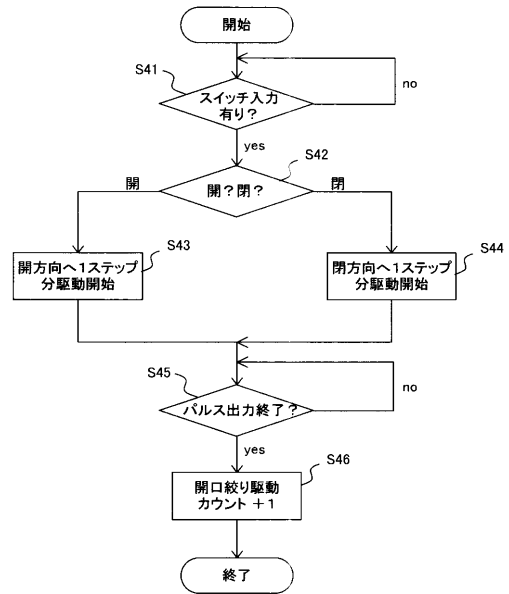 開始
S41
スイッチ入力
有り?
no
yes
S42
開?閉?
開
閉
S43
開方向へ1ステップ
分駆動開始
S44
閉方向へ1ステップ
分駆動開始
S45
パルス出力終了?
no
yes
S46
開口絞り駆動
カウント +1
終了